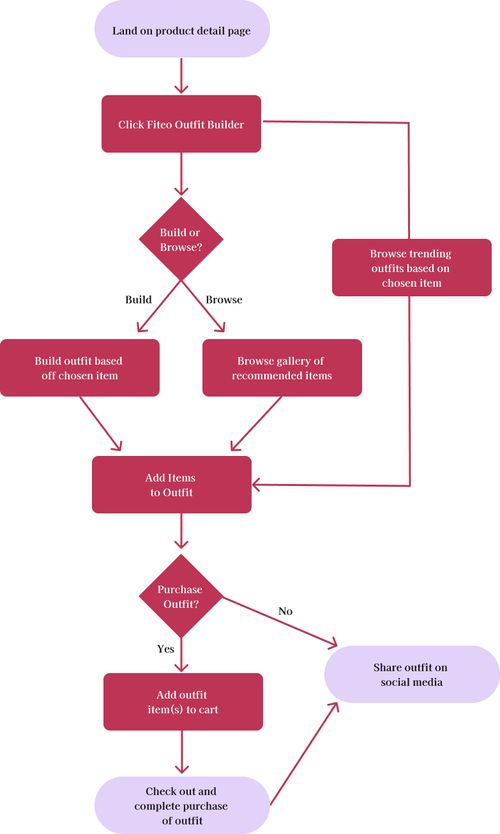 Land on product detail page
Click Fiteo Outfit Builder
Build or
Browse?
Browse trending
outfits based on
chosen item
Build
Browse
Build outfit based
off chosen item
Browse gallery of
recommended items
Add Items
to Outfit
Purchase
Outfit?
No
Yes
Share outfit on
social media
Add outfit
item(s) to cart
Check out and
complete purchase
of outfit